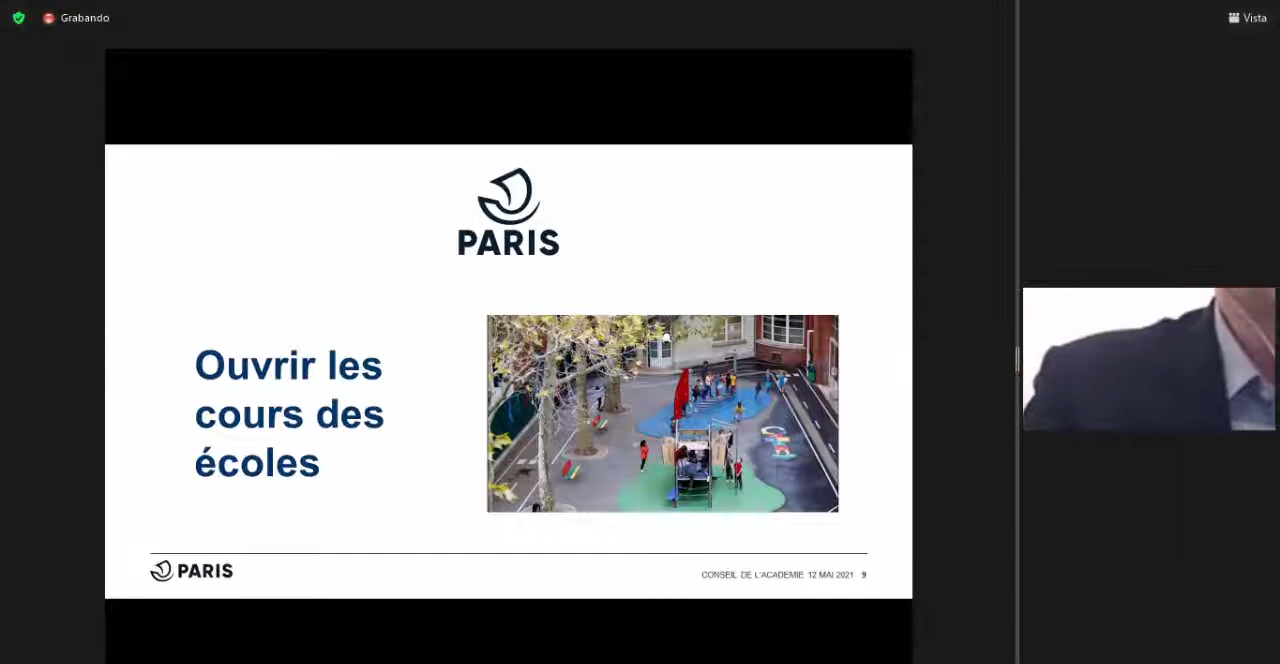 Grabando
Vista
PARIS
Ouvrir les
cours des
écoles
PARIS
CONSEIL DE L'ACADEMIE 12 MAI 2021 9